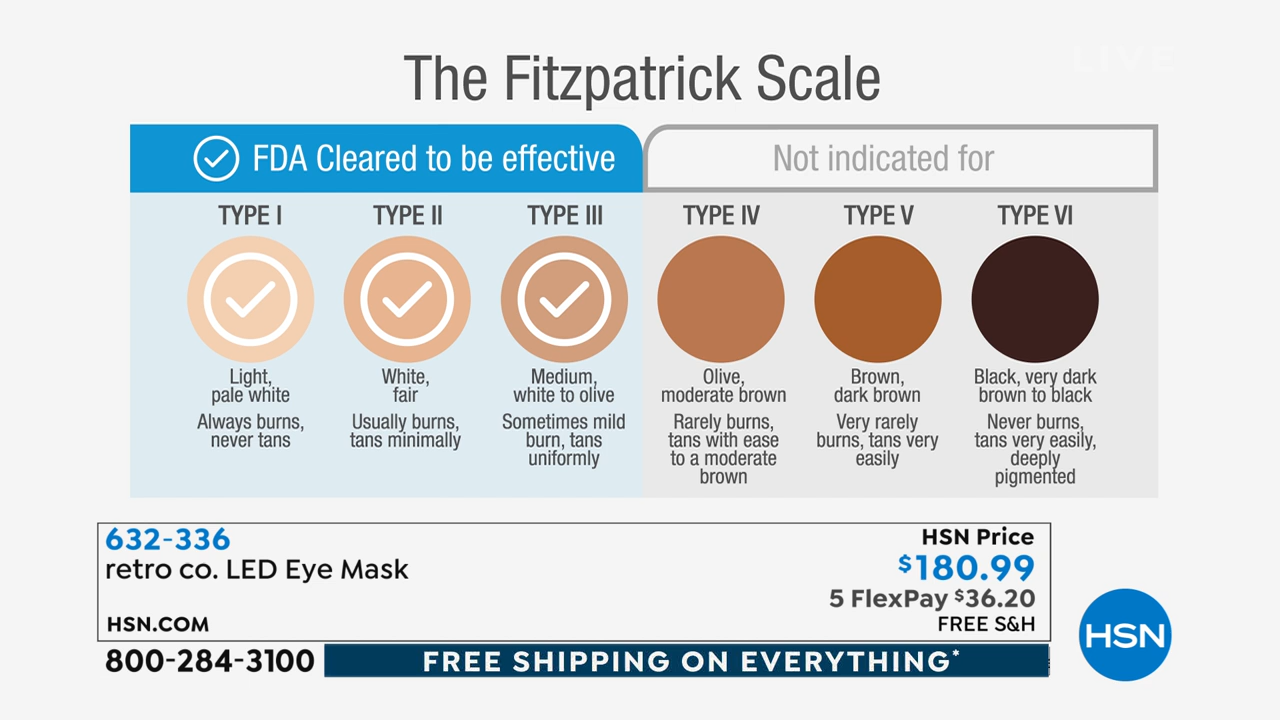 LIVE
The Fitzpatrick Scale
FDA Cleared to be effective
Not indicated for
TYPE I
TYPE II
TYPE III
TYPE IV
TYPE V
TYPE VI
Light,
pale white
Always burns,
never tans
White,
fair
Usually burns,
tans minimally
Medium,
white to olive
Sometimes mild
burn, tans
uniformly
Olive,
moderate brown
Rarely burns,
tans with ease
to a moderate
brown
Brown,
dark brown
Very rarely
burns, tans very
easily
Black, very dark
brown to black
Never burns,
tans very easily,
deeply
pigmented
632-336
retro co. LED Eye Mask
HSN.COM
HSN Price
$180.99
5 FlexPay $36.20
FREE S&H
800-284-3100
FREE SHIPPING ON EVERYTHING*
HSN